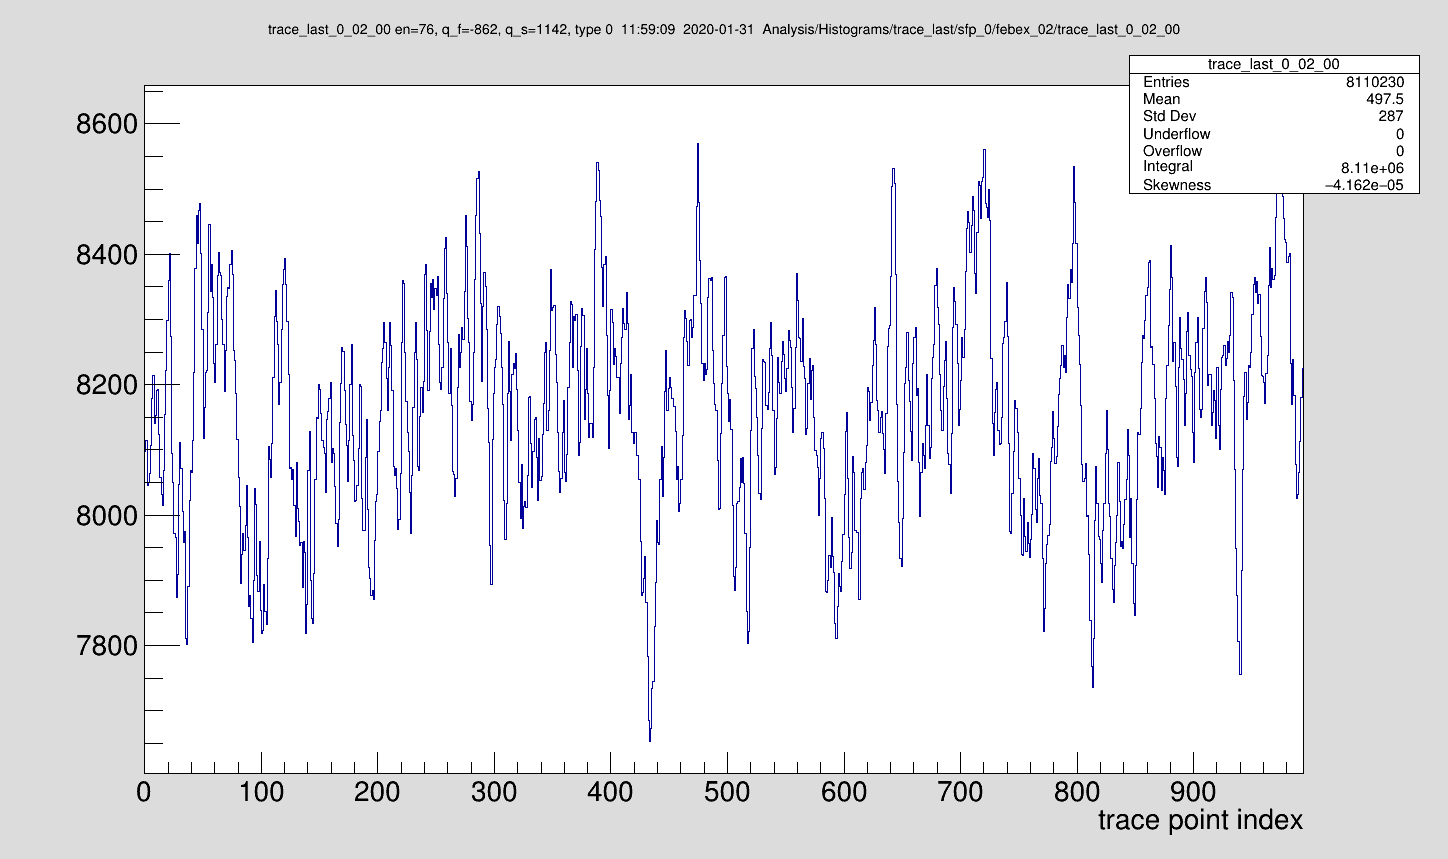 trace_last_0_02_00 en=76, q_f=-862, q_s=1142, type 0 11:59:09 2020-01-31 Analysis/Histograms/trace_last/sfp_0/febex_02/trace_last_0_02_00
trace_last_0_02_00
Entries 8110230
Mean 497.5
Std Dev 287
Underflow 0
Overflow 0
Integral 8.11e+06
Skewness −4.162e−05
8600
8400
8200
8000
7800
0 100 200 300 400 500 600 700 800 900
trace point index